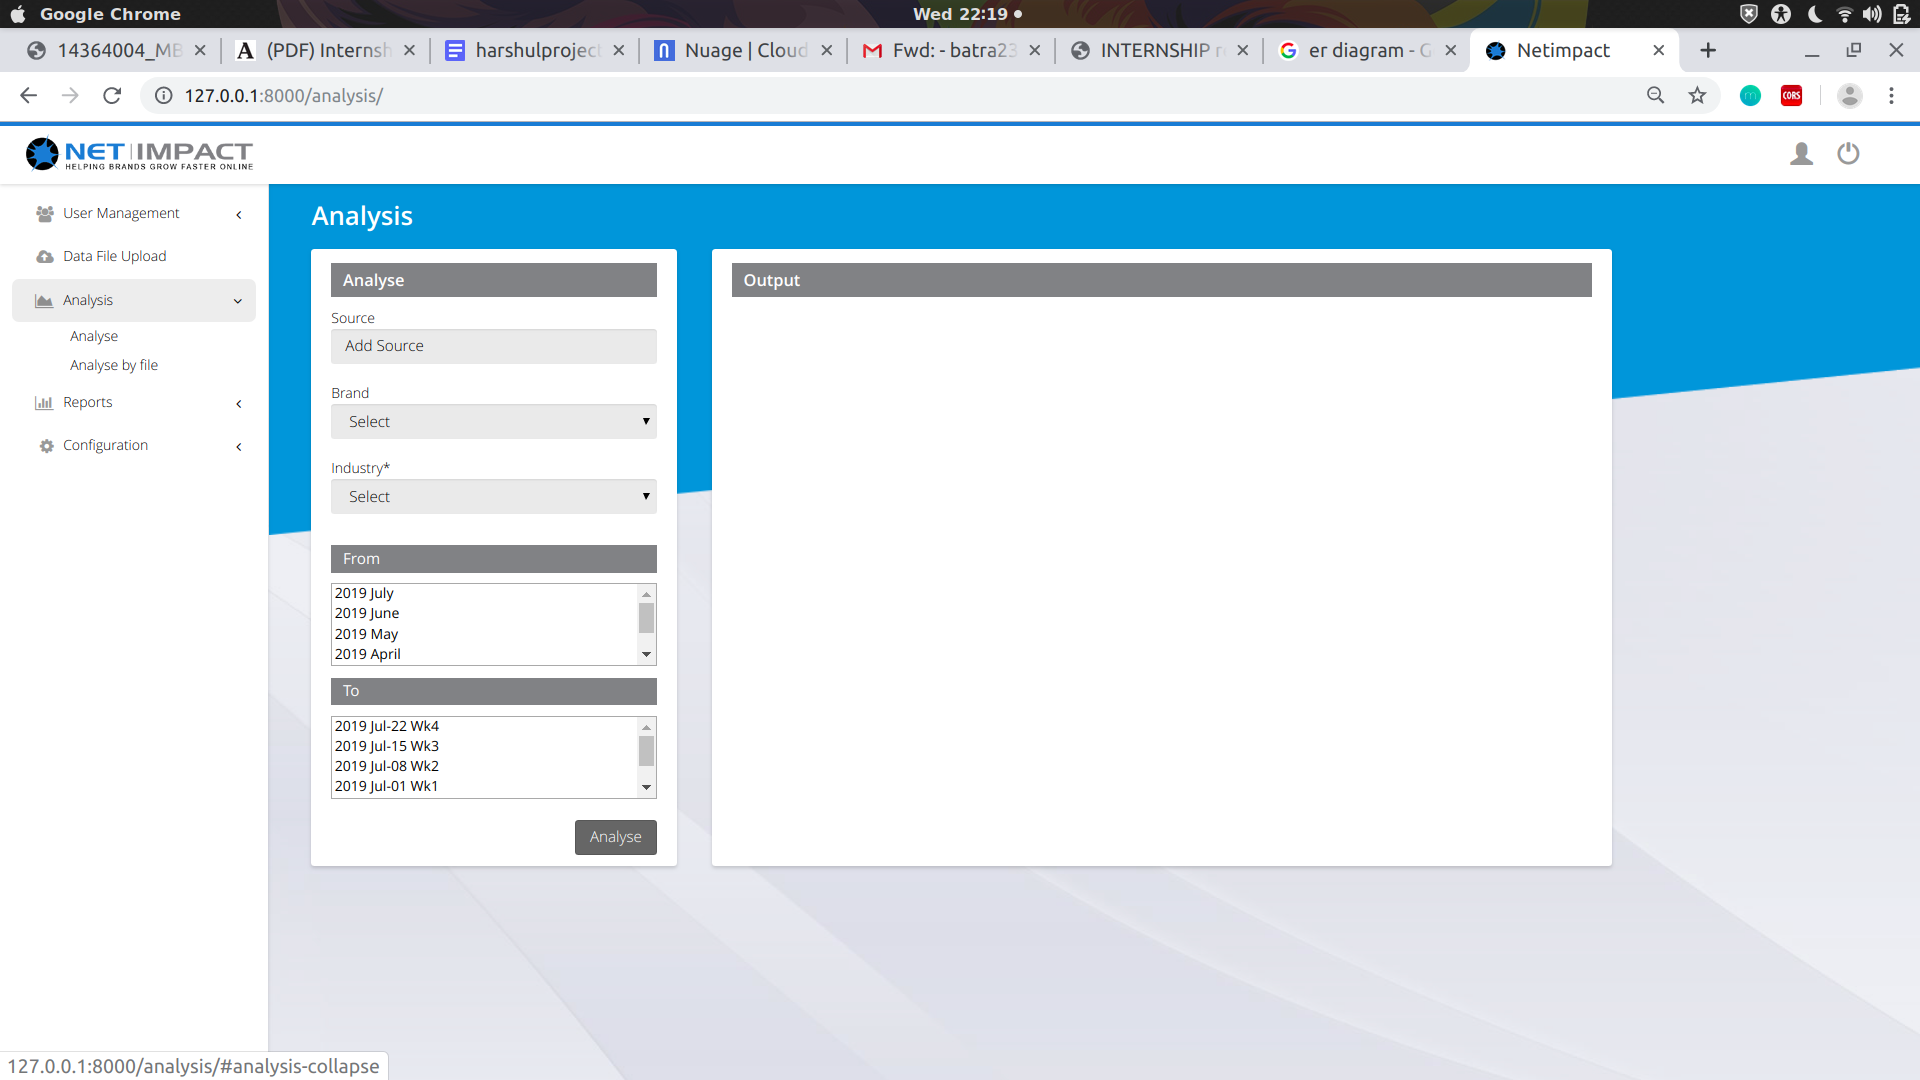 Google Chrome
Wed 22:19
14364004_MB
(PDF) Internsh
harshulproject
Nuage | Cloud
Fwd: - batra23
INTERNSHIP r
er diagram - G
Netimpact
127.0.0.1:8000/analysis/
CORS
NET IMPACT
HELPING BRANDS GROW FASTER ONLINE
User Management
Data File Upload
Analysis
Analyse
Analyse by file
Reports
Configuration
Analysis
Analyse
Source
Add Source
Brand
Select
Industry*
Select
From
2019 July
2019 June
2019 May
2019 April
To
2019 Jul-22 Wk4
2019 Jul-15 Wk3
2019 Jul-08 Wk2
2019 Jul-01 Wk1
Analyse
Output
127.0.0.1:8000/analysis/#analysis-collapse